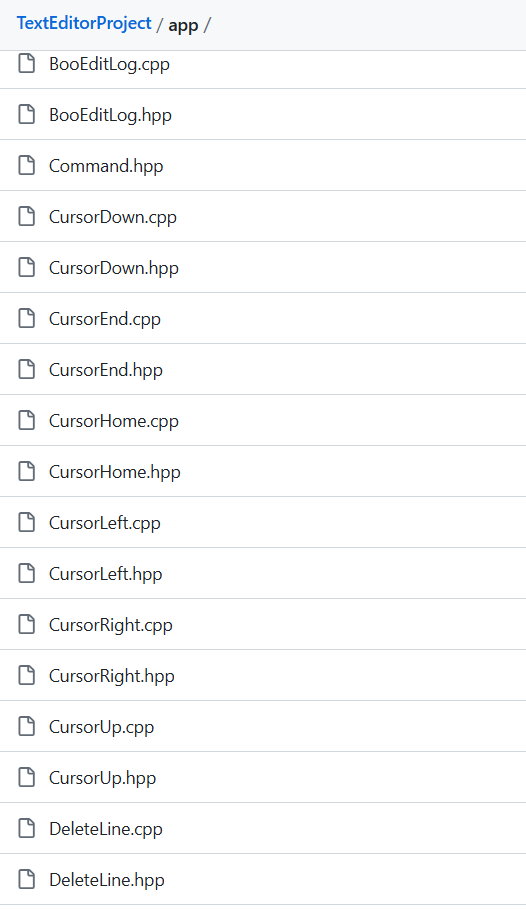 TextEditorProject / app /
BooEditLog.cpp
BooEditLog.hpp
Command.hpp
CursorDown.cpp
CursorDown.hpp
CursorEnd.cpp
CursorEnd.hpp
CursorHome.cpp
CursorHome.hpp
CursorLeft.cpp
CursorLeft.hpp
CursorRight.cpp
CursorRight.hpp
CursorUp.cpp
CursorUp.hpp
DeleteLine.cpp
DeleteLine.hpp